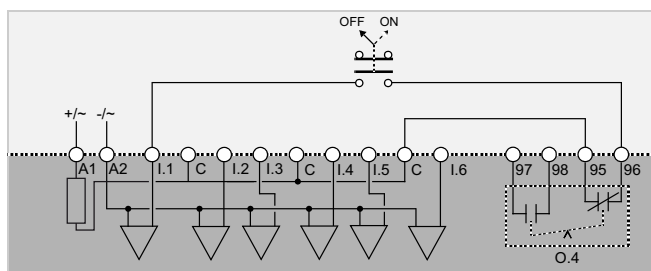 OFF ON
+/~ -/~
A1 A2 I.1 C I.2 I.3 C I.4 I.5 C I.6 97 98 95 96
O.4